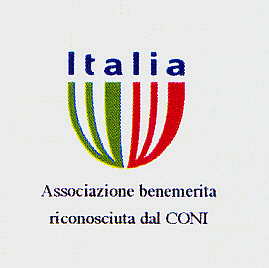 Italia
Associazione benemerita
riconosciuta dal CONI